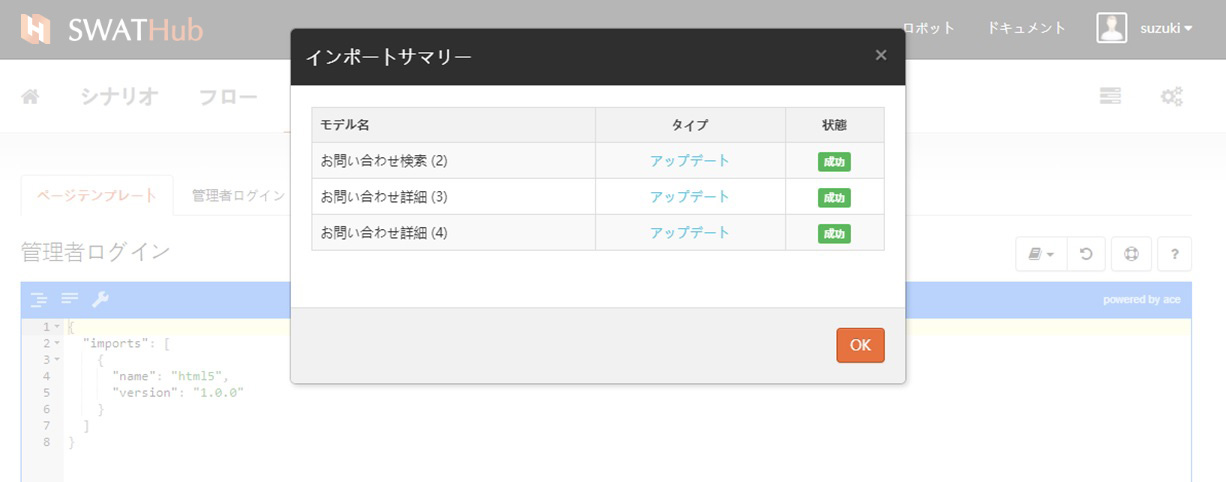 SWATHub
ロボット ドキュメント suzuki
インポートサマリー ×
シナリオ フロー
モデル名 タイプ 状態
お問い合わせ検索 (2) アップデート 成功
お問い合わせ詳細 (3) アップデート 成功
お問い合わせ詳細 (4) アップデート 成功
OK
ページテンプレート 管理者ログイン
管理者ログイン
?
powered by ace
1 {
2 "imports": [
3 {
4 "name": "html5",
5 "version": "1.0.0"
6 }
7 ]
8 }